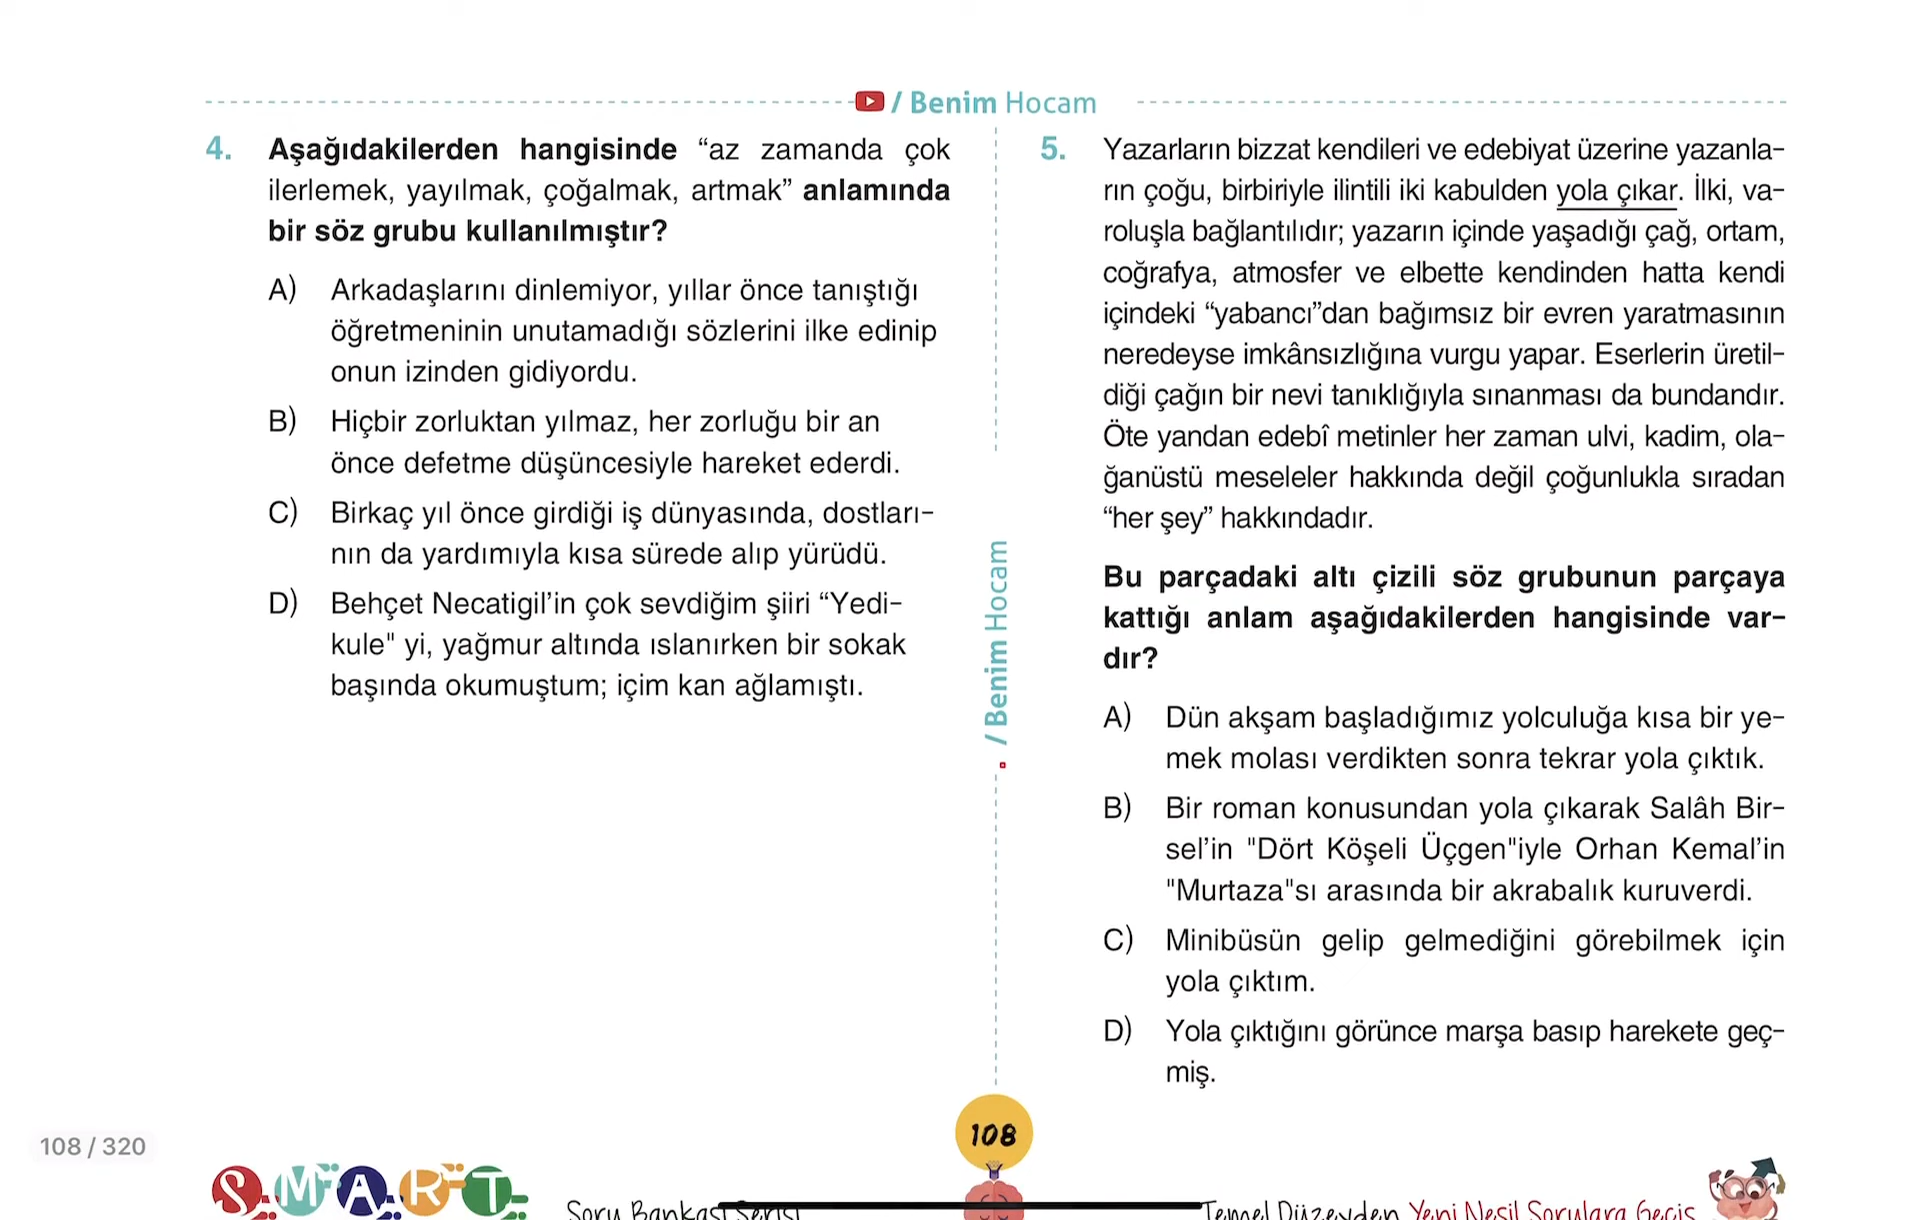 / Benim Hocam
4. Aşağıdakilerden hangisinde “az zamanda çok
ilerlemek, yayılmak, çoğalmak, artmak” anlamında
bir söz grubu kullanılmıştır?
A) Arkadaşlarını dinlemiyor, yıllar önce tanıştığı
öğretmeninin unutamadığı sözlerini ilke edinip
onun izinden gidiyordu.
B) Hiçbir zorluktan yılmaz, her zorluğu bir an
önce defetme düşüncesiyle hareket ederdi.
C) Birkaç yıl önce girdiği iş dünyasında, dostları-
nın da yardımıyla kısa sürede alıp yürüdü.
D) Behçet Necatigil’in çok sevdiğim şiiri “Yedi-
kule" yi, yağmur altında ıslanırken bir sokak
başında okumuştum; içim kan ağlamıştı.
/ Benim Hocam
5. Yazarların bizzat kendileri ve edebiyat üzerine yazanla-
rın çoğu, birbiriyle ilintili iki kabulden yola çıkar. İlki, va-
roluşla bağlantılıdır; yazarın içinde yaşadığı çağ, ortam,
coğrafya, atmosfer ve elbette kendinden hatta kendi
içindeki “yabancı”dan bağımsız bir evren yaratmasının
neredeyse imkânsızlığına vurgu yapar. Eserlerin üretil-
diği çağın bir nevi tanıklığıyla sınanması da bundandır.
Öte yandan edebî metinler her zaman ulvi, kadim, ola-
ğanüstü meseleler hakkında değil çoğunlukla sıradan
“her şey” hakkındadır.
Bu parçadaki altı çizili söz grubunun parçaya
kattığı anlam aşağıdakilerden hangisinde var-
dır?
A) Dün akşam başladığımız yolculuğa kısa bir ye-
mek molası verdikten sonra tekrar yola çıktık.
B) Bir roman konusundan yola çıkarak Salâh Bir-
sel’in "Dört Köşeli Üçgen"iyle Orhan Kemal’in
"Murtaza"sı arasında bir akrabalık kuruverdi.
C) Minibüsün gelip gelmediğini görebilmek için
yola çıktım.
D) Yola çıktığını görünce marşa basıp harekete geç-
miş.
108
108 / 320
SMART
Soru Bankası Serisi
Temel Düzeyden Yeni Nesil Sorulara Geçiş